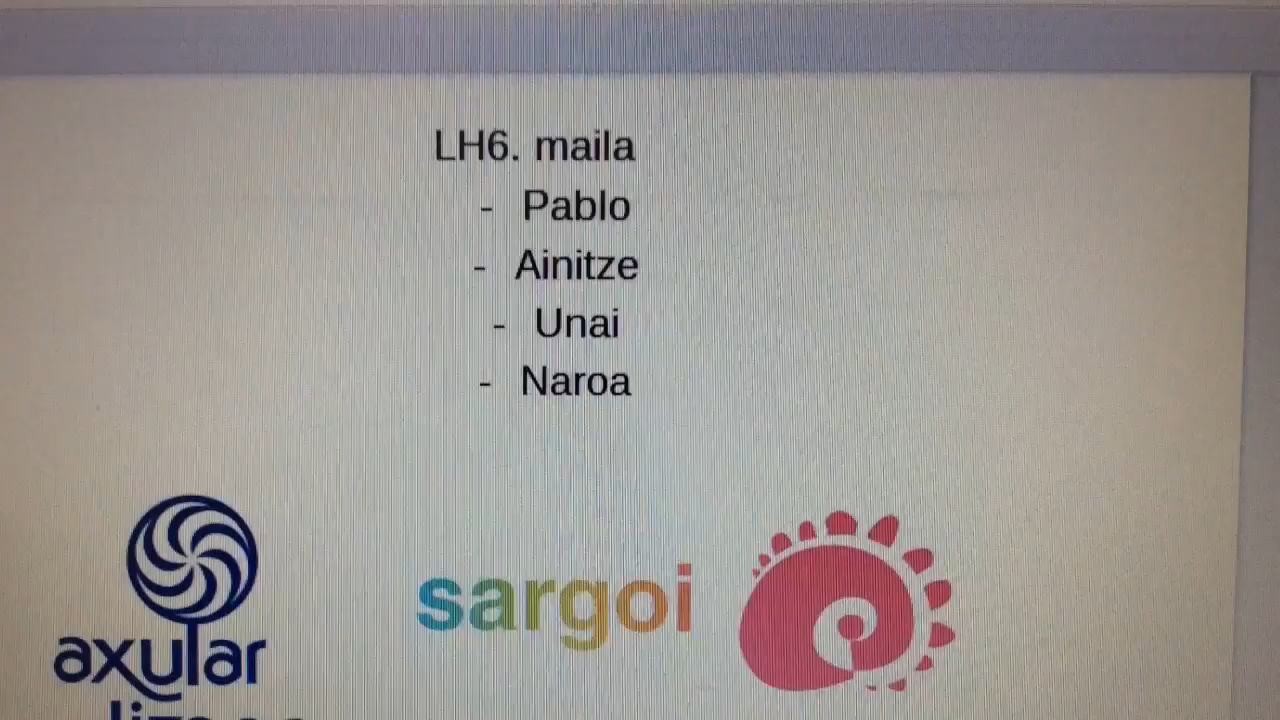 LH6. maila
- Pablo
- Ainitze
- Unai
- Naroa
axular
sargoi